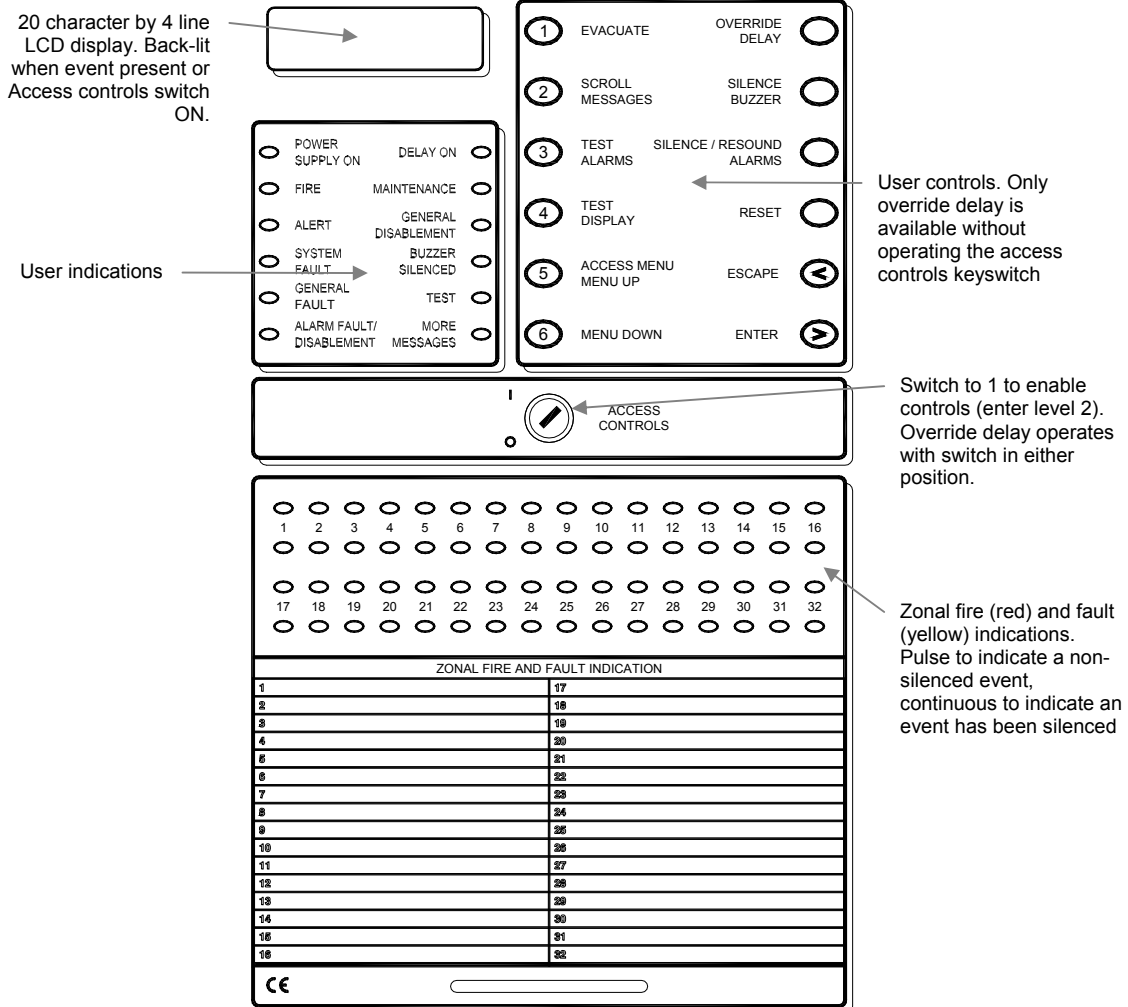 20 character by 4 line
LCD display. Back-lit
when event present or
Access controls switch
ON.
1 EVACUATE
OVERRIDE
DELAY
2 SCROLL
MESSAGES
SILENCE
BUZZER
3 TEST
ALARMS
SILENCE / RESOUND
ALARMS
4 TEST
DISPLAY
RESET
5 ACCESS MENU
MENU UP
ESCAPE <
6 MENU DOWN
ENTER >
User controls. Only
override delay is
available without
operating the access
controls keyswitch
POWER
SUPPLY ON
DELAY ON
FIRE
MAINTENANCE
ALERT
GENERAL
DISABLEMENT
SYSTEM
FAULT
BUZZER
SILENCED
GENERAL
FAULT
TEST
ALARM FAULT/
DISABLEMENT
MORE
MESSAGES
User indications
I
O
ACCESS
CONTROLS
Switch to 1 to enable
controls (enter level 2).
Override delay operates
with switch in either
position.
1 2 3 4 5 6 7 8 9 10 11 12 13 14 15 16
17 18 19 20 21 22 23 24 25 26 27 28 29 30 31 32
Zonal fire (red) and fault
(yellow) indications.
Pulse to indicate a non-
silenced event,
continuous to indicate an
event has been silenced
ZONAL FIRE AND FAULT INDICATION
1 17
2 18
3 19
4 20
5 21
6 22
7 23
8 24
9 25
10 26
11 27
12 28
13 29
14 30
15 31
16 32
CE